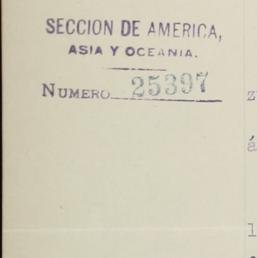 SECCION DE AMERICA,
ASIA Y OCEANIA.
NUMERO 25397
z
á
l